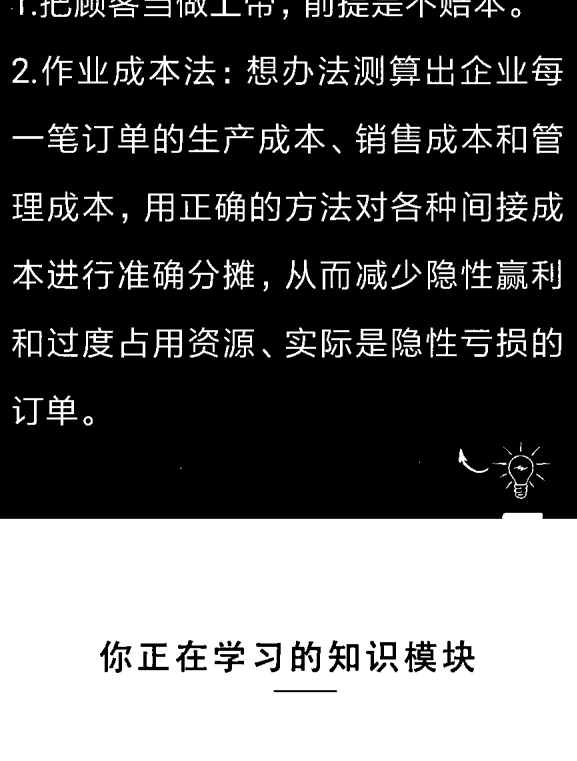 1.把顾客当做上帝，前提是不赔本。
2.作业成本法：想办法测算出企业每
一笔订单的生产成本、销售成本和管
理成本，用正确的方法对各种间接成
本进行准确分摊，从而减少隐性赢利
和过度占用资源、实际是隐性亏损的
订单。
你正在学习的知识模块